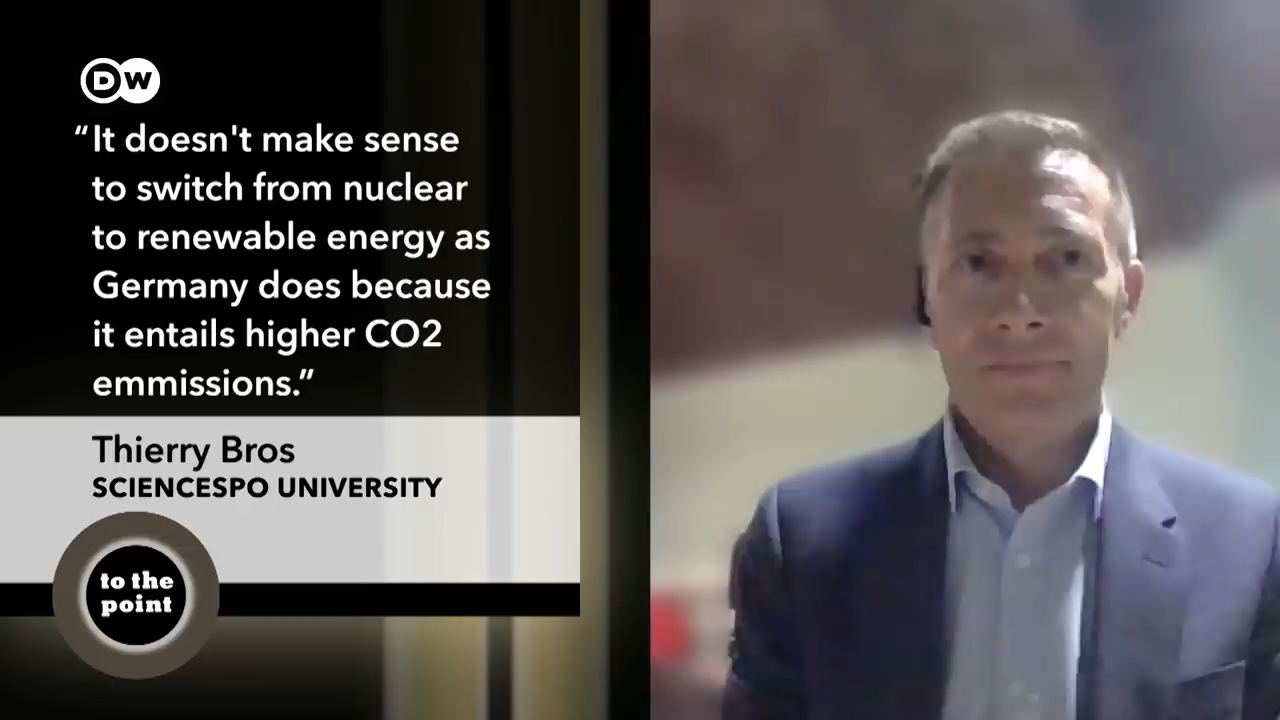 DW
“It doesn't make sense
to switch from nuclear
to renewable energy as
Germany does because
it entails higher CO2
emmissions.”
Thierry Bros
SCIENCESPO UNIVERSITY
to the
point